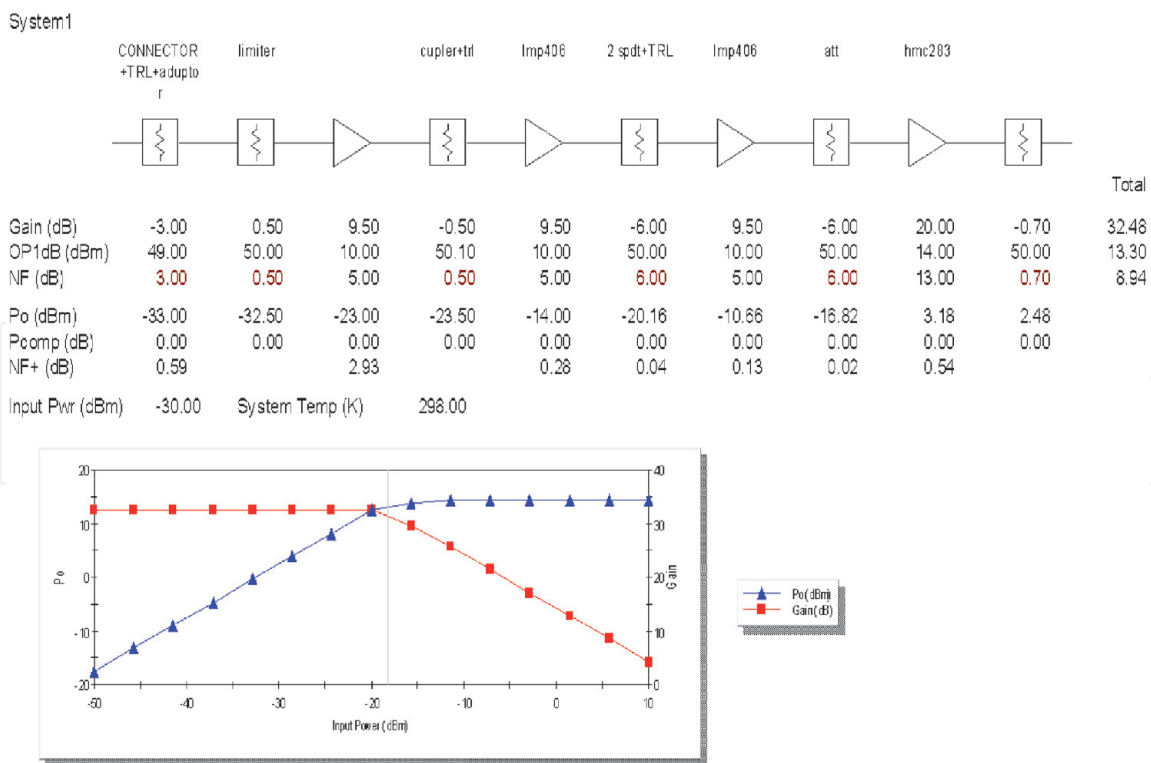 System1
CONNECTOR +TRL+adupto r limiter cupler+trl lmp406 2 spdt+TRL lmp406 att hmc283
Total
Gain (dB) -3.00 0.50 9.50 -0.50 9.50 -6.00 9.50 -6.00 20.00 -0.70 32.48
OP1dB (dBm) 49.00 50.00 10.00 50.10 10.00 50.00 10.00 50.00 14.00 50.00 13.30
NF (dB) 3.00 0.50 5.00 0.50 5.00 6.00 5.00 6.00 13.00 0.70 8.94
Po (dBm) -33.00 -32.50 -23.00 -23.50 -14.00 -20.16 -10.66 -16.82 3.18 2.48
Pcomp (dB) 0.00 0.00 0.00 0.00 0.00 0.00 0.00 0.00 0.00 0.00
NF+ (dB) 0.59 2.93 0.28 0.04 0.13 0.02 0.54
Input Pwr (dBm) -30.00 System Temp (K) 298.00
20 40
10 30
Po 0 20 Gain
-10 10
-20 0
-50 -40 -30 -20 -10 0 10
Input Power (dBm)
Po(dBm)
Gain(dB)